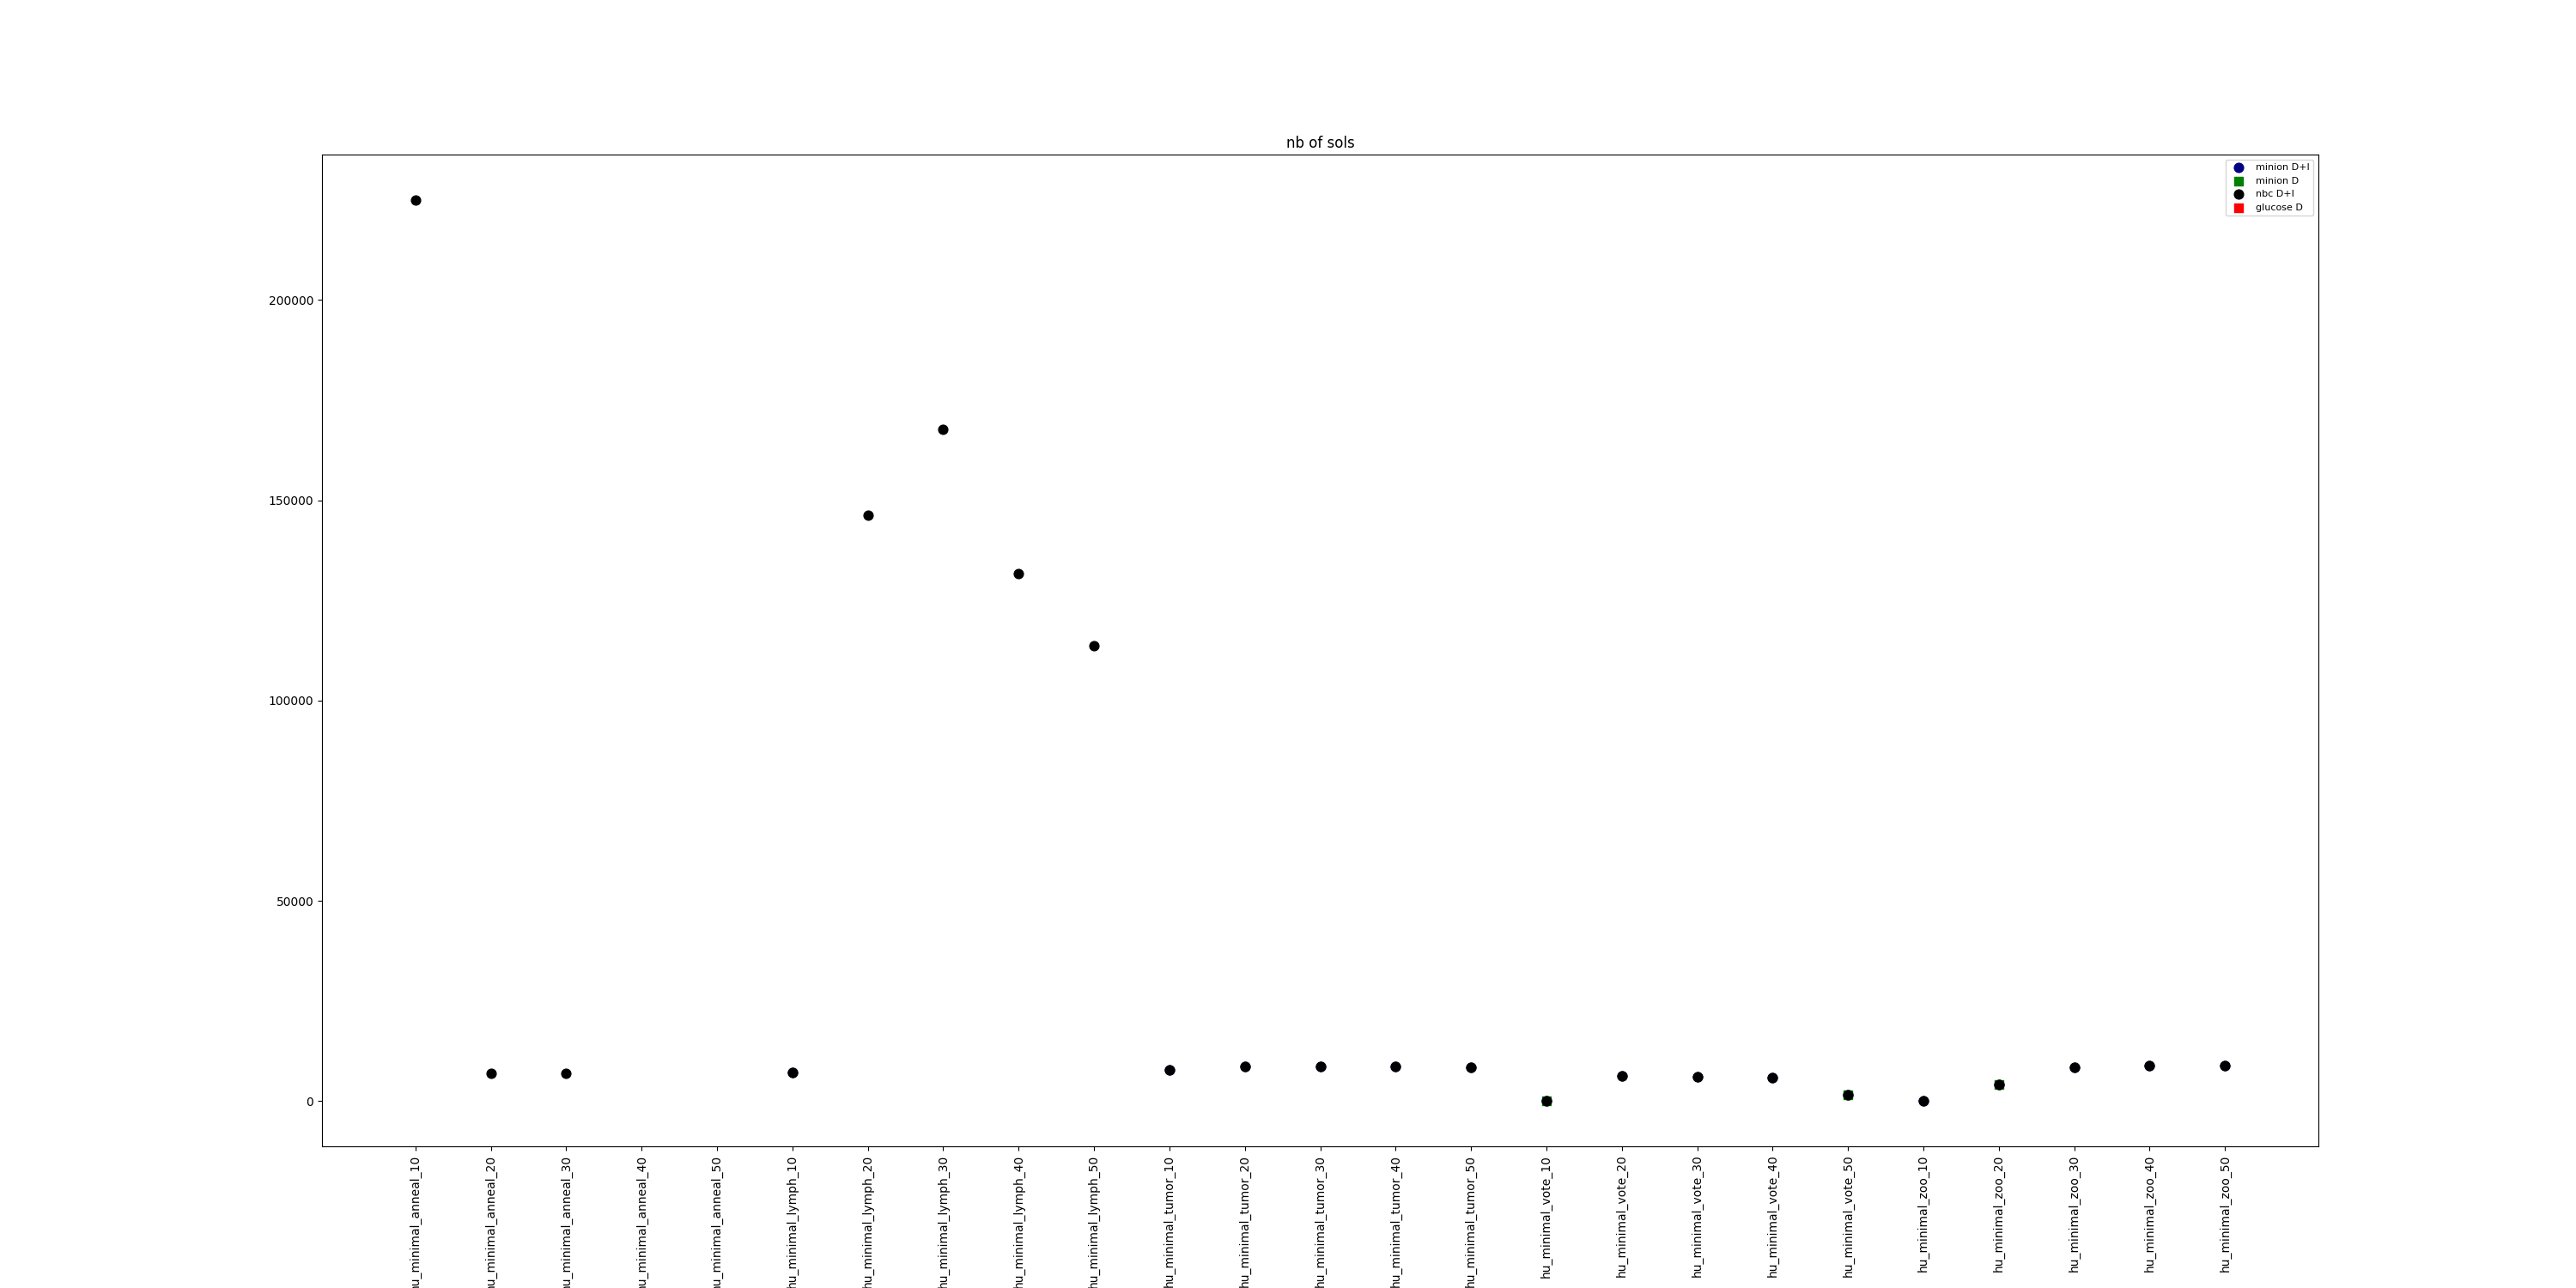 nb of sols
minion D+I
minion D
nbc D+I
glucose D
200000
150000
100000
50000
0
hu_minimal_anneal_10
hu_minimal_anneal_20
hu_minimal_anneal_30
hu_minimal_anneal_40
hu_minimal_anneal_50
hu_minimal_lymph_10
hu_minimal_lymph_20
hu_minimal_lymph_30
hu_minimal_lymph_40
hu_minimal_lymph_50
hu_minimal_tumor_10
hu_minimal_tumor_20
hu_minimal_tumor_30
hu_minimal_tumor_40
hu_minimal_tumor_50
hu_minimal_vote_10
hu_minimal_vote_20
hu_minimal_vote_30
hu_minimal_vote_40
hu_minimal_vote_50
hu_minimal_zoo_10
hu_minimal_zoo_20
hu_minimal_zoo_30
hu_minimal_zoo_40
hu_minimal_zoo_50